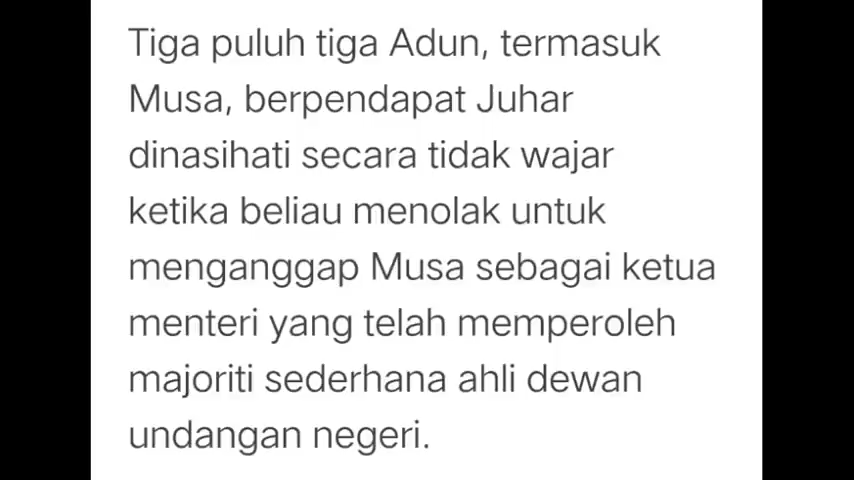 Tiga puluh tiga Adun, termasuk
Musa, berpendapat Juhar
dinasihati secara tidak wajar
ketika beliau menolak untuk
menganggap Musa sebagai ketua
menteri yang telah memperoleh
majoriti sederhana ahli dewan
undangan negeri.